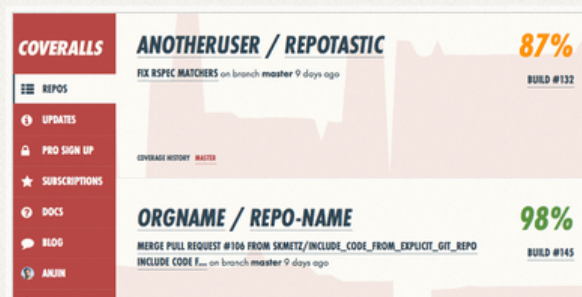 COVERALLS
REPOS
UPDATES
PRO SIGN UP
SUBSCRIPTIONS
DOCS
BLOG
ANJIN
ANOTHERUSER / REPOTASTIC
87%
FIX RSPEC MATCHERS on branch master 9 days ago
BUILD #132
COVERAGE HISTORY MASTER
ORGNAME / REPO-NAME
98%
MERGE PULL REQUEST #106 FROM SKMETZ/INCLUDE_CODE_FROM_EXPLICIT_GIT_REPO
BUILD #145
INCLUDE CODE F... on branch master 9 days ago